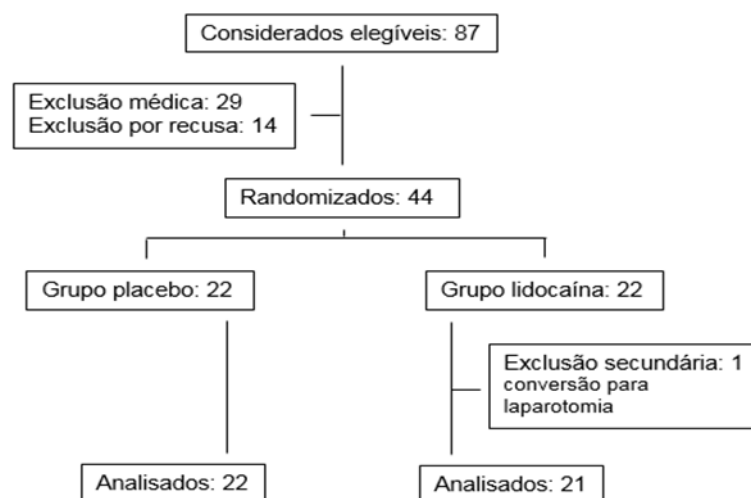 Considerados elegíveis: 87
Exclusão médica: 29
Exclusão por recusa: 14
Randomizados: 44
Grupo placebo: 22
Grupo lidocaína: 22
Exclusão secundária: 1
conversão para
laparotomia
Analisados: 22
Analisados: 21